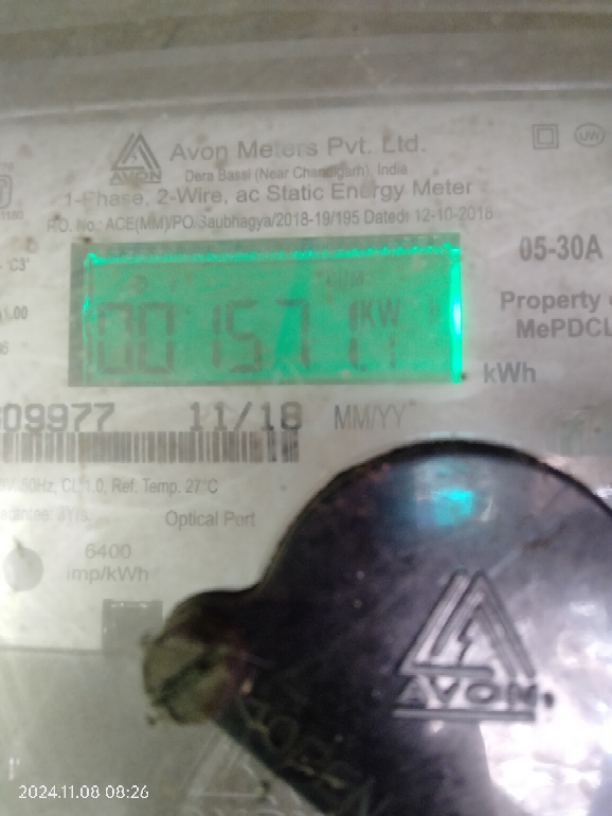 Avon Meters Pvt. Ltd.
AVON
Dera Bassi (Near Chandigarh), India
1-Phase, 2-Wire, ac Static Energy Meter
P.O. No.: ACE(MM)/PO Saubhagya/2018-19/195 Dated: 12-10-2018
'C3'
05-30A
Property
MePDCL
KW
kWh
09977 11/18 MM/YY
50Hz, CL 1.0, Ref. Temp. 27°C
Optical Port
6400
imp/kWh
AVON
2024.11.08 08:26